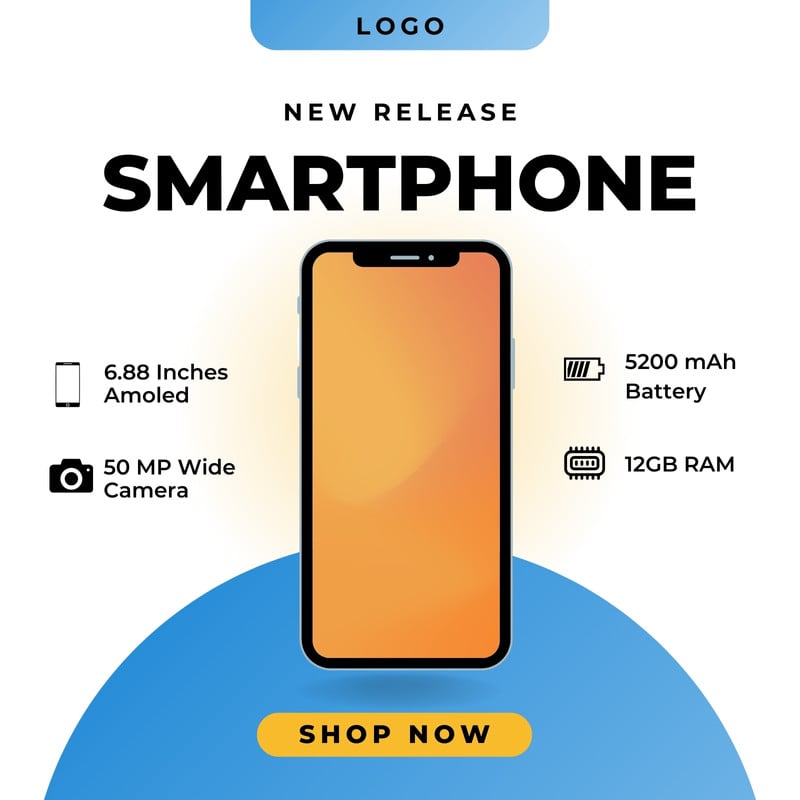 LOGO
NEW RELEASE
SMARTPHONE
6.88 Inches
Amoled
50 MP Wide
Camera
5200 mAh
Battery
12GB RAM
SHOP NOW